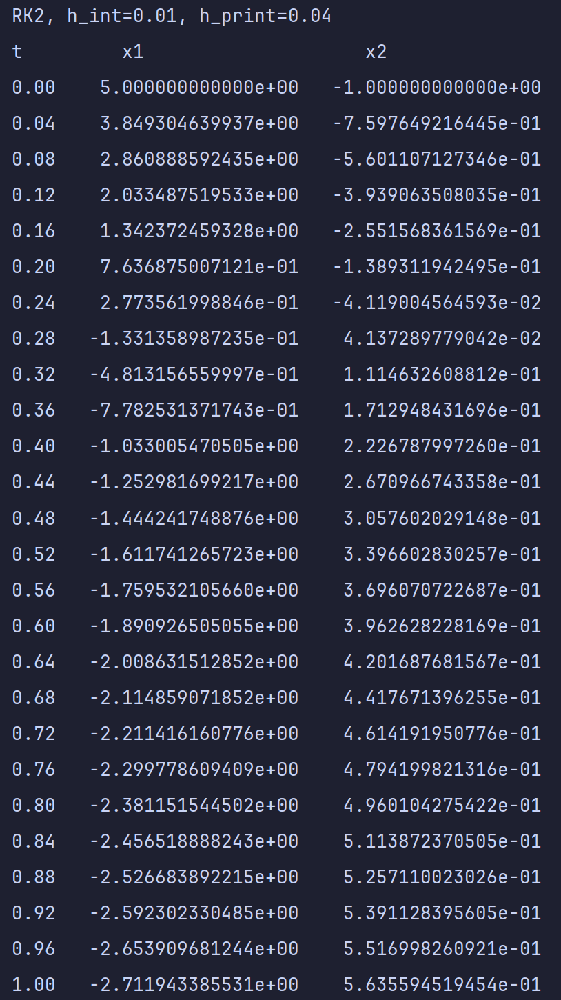 RK2, h_int=0.01, h_print=0.04
t x1 x2
0.00 5.000000000000e+00 -1.000000000000e+00
0.04 3.849304639937e+00 -7.597649216445e-01
0.08 2.860888592435e+00 -5.601107127346e-01
0.12 2.033487519533e+00 -3.939063508035e-01
0.16 1.342372459328e+00 -2.551568361569e-01
0.20 7.636875007121e-01 -1.389311942495e-01
0.24 2.773561998846e-01 -4.119004564593e-02
0.28 -1.331358987235e-01 4.137289779042e-02
0.32 -4.813156559997e-01 1.114632608812e-01
0.36 -7.782531371743e-01 1.712948431696e-01
0.40 -1.033005470505e+00 2.226787997260e-01
0.44 -1.252981699217e+00 2.670966743358e-01
0.48 -1.444241748876e+00 3.057602029148e-01
0.52 -1.611741265723e+00 3.396602830257e-01
0.56 -1.759532105660e+00 3.696070722687e-01
0.60 -1.890926505055e+00 3.962628228169e-01
0.64 -2.008631512852e+00 4.201687681567e-01
0.68 -2.114859071852e+00 4.417671396255e-01
0.72 -2.211416160776e+00 4.614191950776e-01
0.76 -2.299778609409e+00 4.794199821316e-01
0.80 -2.381151544502e+00 4.960104275422e-01
0.84 -2.456518888243e+00 5.113872370505e-01
0.88 -2.526683892215e+00 5.257110023026e-01
0.92 -2.592302330485e+00 5.391128395605e-01
0.96 -2.653909681244e+00 5.516998260921e-01
1.00 -2.711943385531e+00 5.635594519454e-01